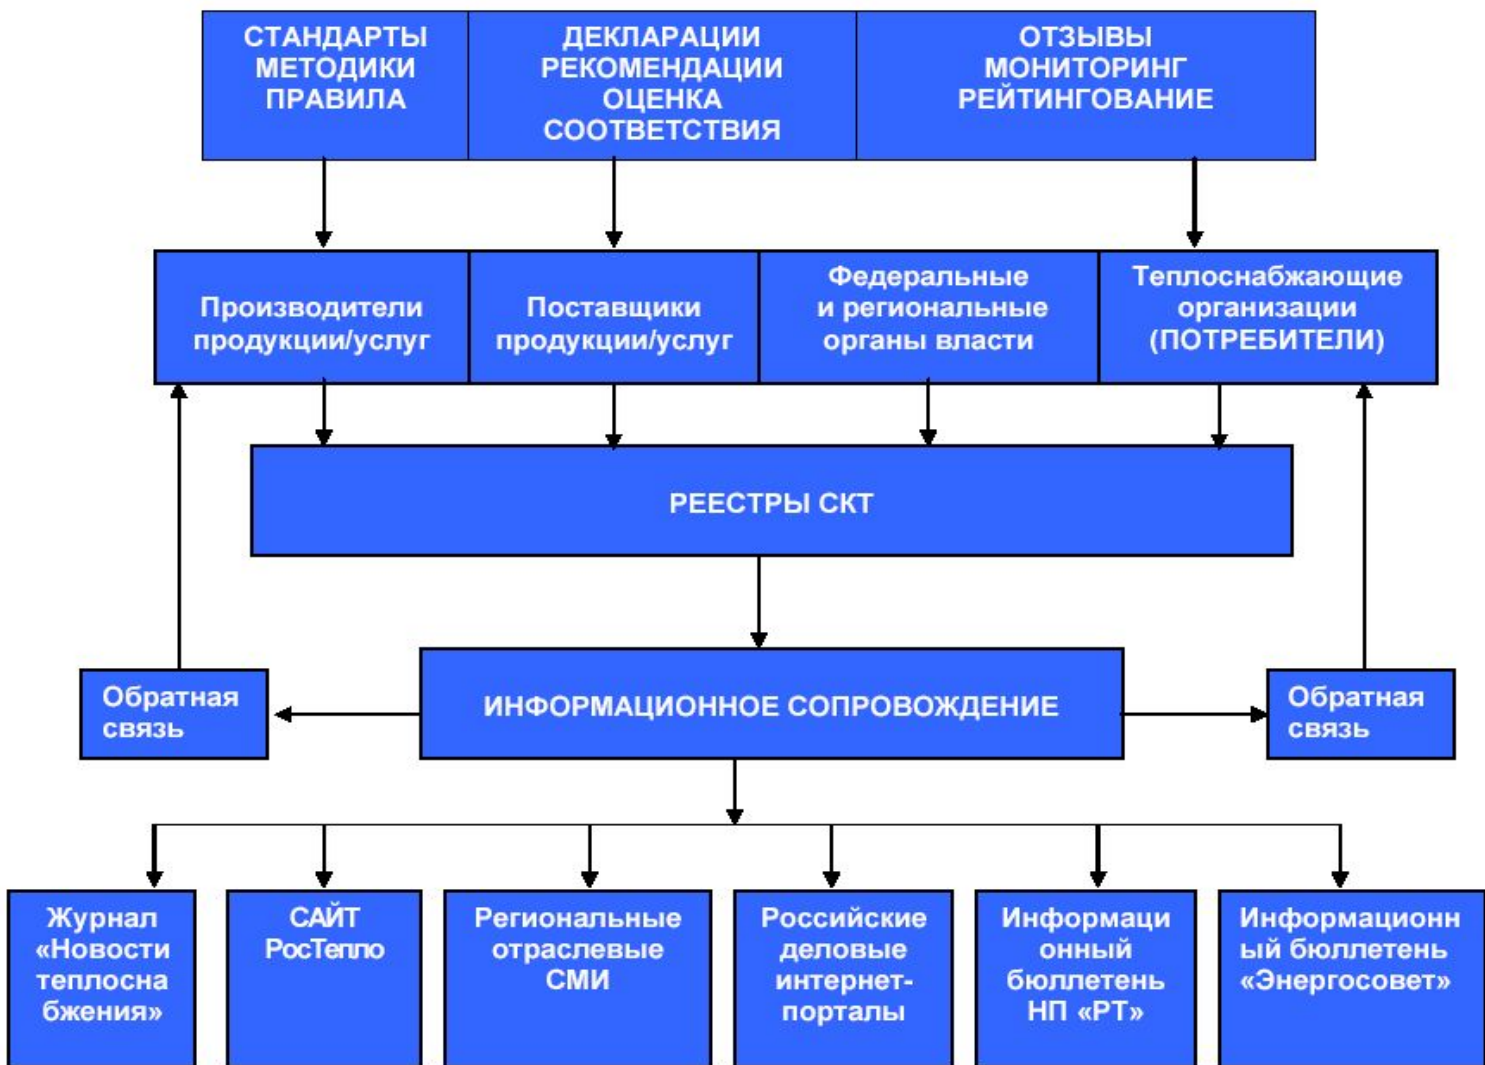 СТАНДАРТЫ
МЕТОДИКИ
ПРАВИЛА
ДЕКЛАРАЦИИ
РЕКОМЕНДАЦИИ
ОЦЕНКА
СООТВЕТСТВИЯ
ОТЗЫВЫ
МОНИТОРИНГ
РЕЙТИНГОВАНИЕ
Производители
продукции/услуг
Поставщики
продукции/услуг
Федеральные
и региональные
органы власти
Теплоснабжающие
организации
(ПОТРЕБИТЕЛИ)
РЕЕСТРЫ СКТ
Обратная
связь
ИНФОРМАЦИОННОЕ СОПРОВОЖДЕНИЕ
Обратная
связь
Журнал
«Новости
теплосна
бжения»
САЙТ
РосТепло
Региональные
отраслевые
СМИ
Российские
деловые
интернет-
порталы
Информаци
онный
бюллетень
НП «РТ»
Информационн
ый бюллетень
«Энергосовет»